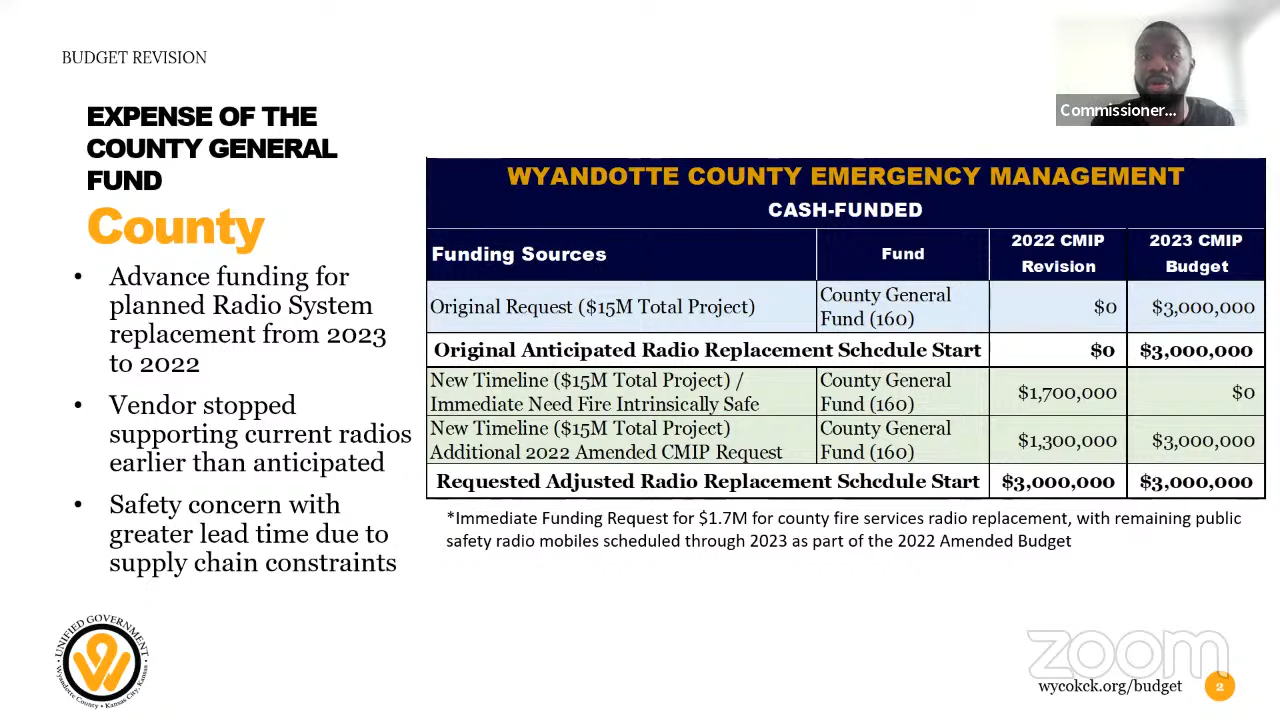 BUDGET REVISION
Commissioner...
EXPENSE OF THE
COUNTY GENERAL
FUND
County
• Advance funding for
planned Radio System
replacement from 2023
to 2022
• Vendor stopped
supporting current radios
earlier than anticipated
• Safety concern with
greater lead time due to
supply chain constraints
WYANDOTTE COUNTY EMERGENCY MANAGEMENT
CASH-FUNDED
Funding Sources Fund 2022 CMIP Revision 2023 CMIP Budget
Original Request ($15M Total Project) County General Fund (160) $0 $3,000,000
Original Anticipated Radio Replacement Schedule Start $0 $3,000,000
New Timeline ($15M Total Project) / Immediate Need Fire Intrinsically Safe County General Fund (160) $1,700,000 $0
New Timeline ($15M Total Project) Additional 2022 Amended CMIP Request County General Fund (160) $1,300,000 $3,000,000
Requested Adjusted Radio Replacement Schedule Start $3,000,000 $3,000,000
*Immediate Funding Request for $1.7M for county fire services radio replacement, with remaining public
safety radio mobiles scheduled through 2023 as part of the 2022 Amended Budget
UNIFIED GOVERNMENT
• Wyandotte County • Kansas City, Kansas •
zoom
wycokck.org/budget 2